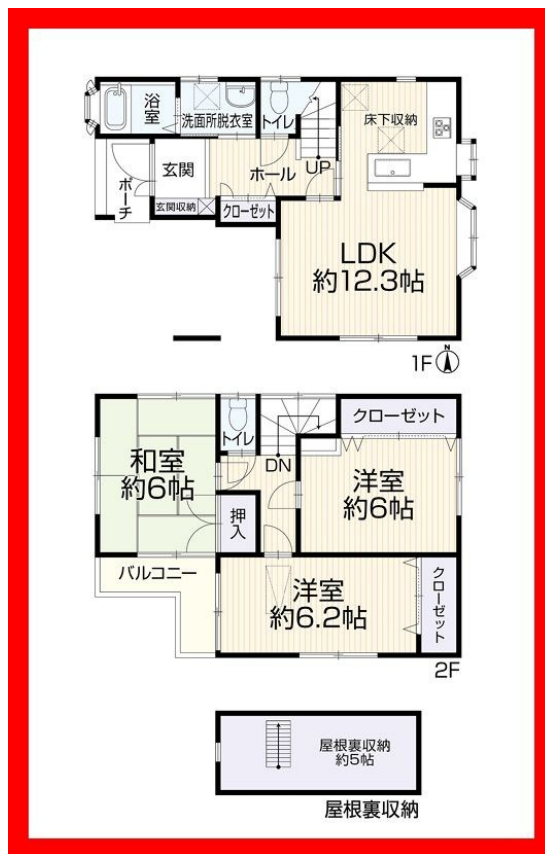 浴室
洗面所脱衣室
トイレ
床下収納
玄関
ホール
UP
ポーチ
玄関収納
クローゼット
LDK
約12.3帖
N
1F
クローゼット
トイレ
和室
約6帖
DN
洋室
約6帖
押入
バルコニー
洋室
約6.2帖
クローゼット
2F
屋根裏収納
約5帖
屋根裏収納